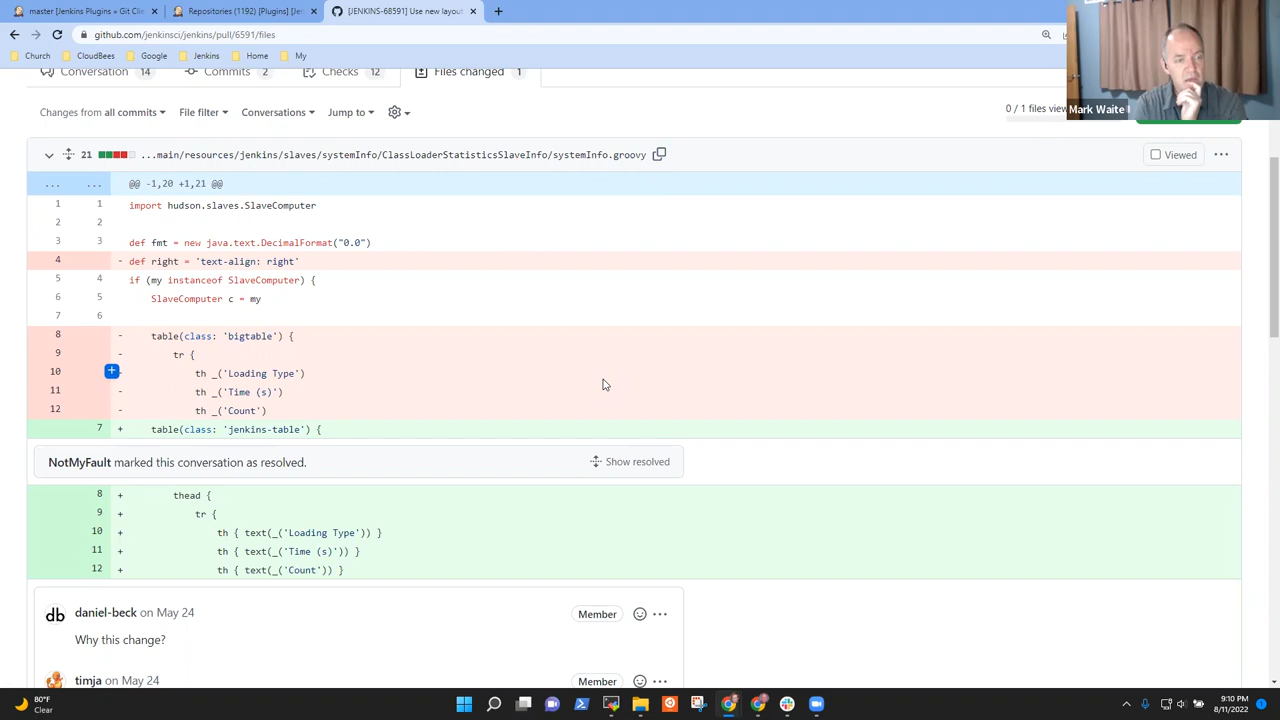 master [Jenkins Plugins » Git Clie
Repositories (1192) [Plugins] [Jen
[JENKINS-68591] Use new layou
github.com/jenkinsci/jenkins/pull/6591/files
Church
CloudBees
Google
Jenkins
Home
My
Conversation 14
Commits 2
Checks 12
Files changed 1
Changes from all commits
File filter
Conversations
Jump to
0 / 1 files view
Mark Waite
21 ...main/resources/jenkins/slaves/systemInfo/ClassLoaderStatisticsSlaveInfo/systemInfo.groovy
Viewed
... ... @@ -1,20 +1,21 @@
1 1 import hudson.slaves.SlaveComputer
2 2
3 3 def fmt = new java.text.DecimalFormat("0.0")
4 - def right = 'text-align: right'
5 4 if (my instanceof SlaveComputer) {
6 5 SlaveComputer c = my
7 6
8 - table(class: 'bigtable') {
9 - tr {
10 - th _('Loading Type')
11 - th _('Time (s)')
12 - th _('Count')
7 + table(class: 'jenkins-table') {
NotMyFault marked this conversation as resolved.
Show resolved
8 + thead {
9 + tr {
10 + th { text(_('Loading Type')) }
11 + th { text(_('Time (s)')) }
12 + th { text(_('Count')) }
db daniel-beck on May 24
Member
Why this change?
timja on May 24
Member
80°F
Clear
9:10 PM
8/11/2022